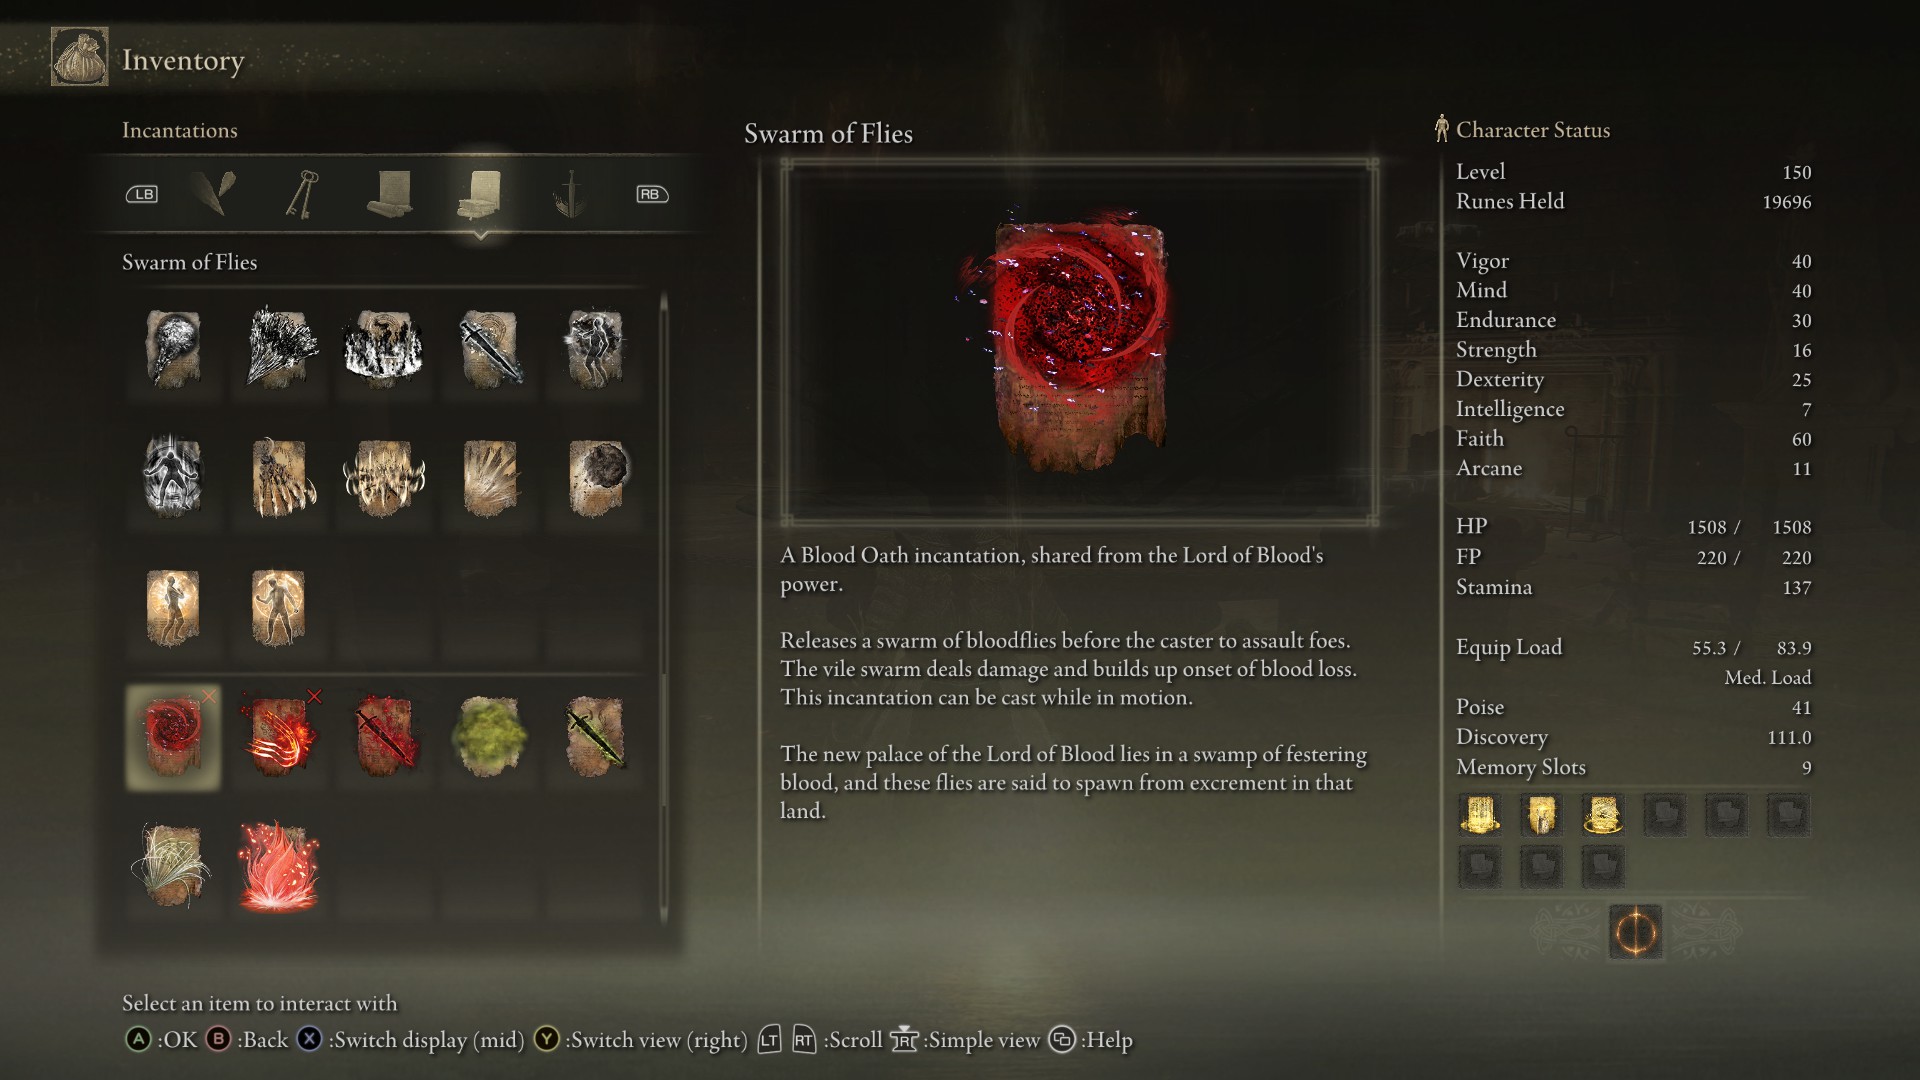 Inventory
Incantations
LB
RB
Swarm of Flies
Swarm of Flies
A Blood Oath incantation, shared from the Lord of Blood's
power.
Releases a swarm of bloodflies before the caster to assault foes.
The vile swarm deals damage and builds up onset of blood loss.
This incantation can be cast while in motion.
The new palace of the Lord of Blood lies in a swamp of festering
blood, and these flies are said to spawn from excrement in that
land.
Character Status
Level 150
Runes Held 19696
Vigor 40
Mind 40
Endurance 30
Strength 16
Dexterity 25
Intelligence 7
Faith 60
Arcane 11
HP 1508 / 1508
FP 220 / 220
Stamina 137
Equip Load 55.3 / 83.9
Med. Load
Poise 41
Discovery 111.0
Memory Slots 9
Select an item to interact with
A :OK B :Back X :Switch display (mid) Y :Switch view (right) LT RT :Scroll R :Simple view :Help